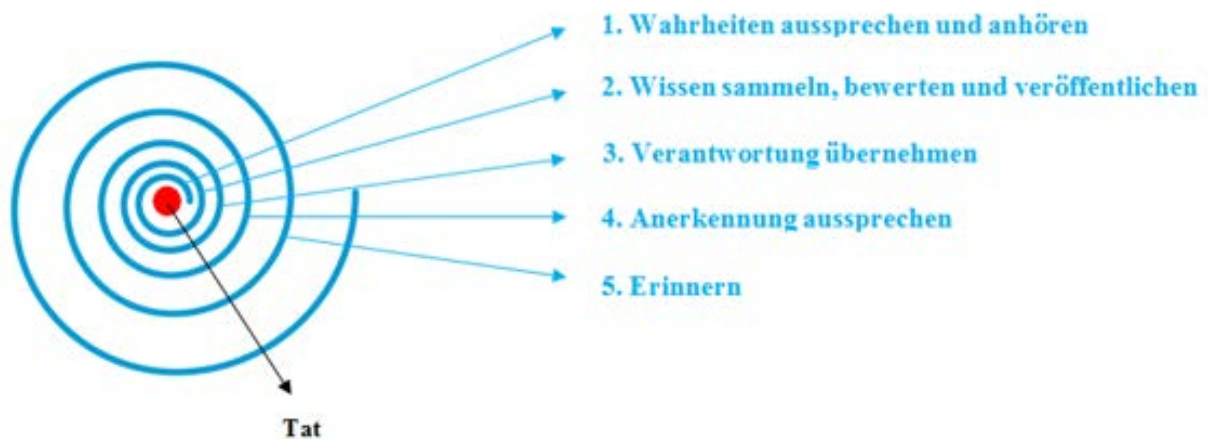 1. Wahrheiten aussprechen und anhören
2. Wissen sammeln, bewerten und veröffentlichen
3. Verantwortung übernehmen
4. Anerkennung aussprechen
5. Erinnern
Tat